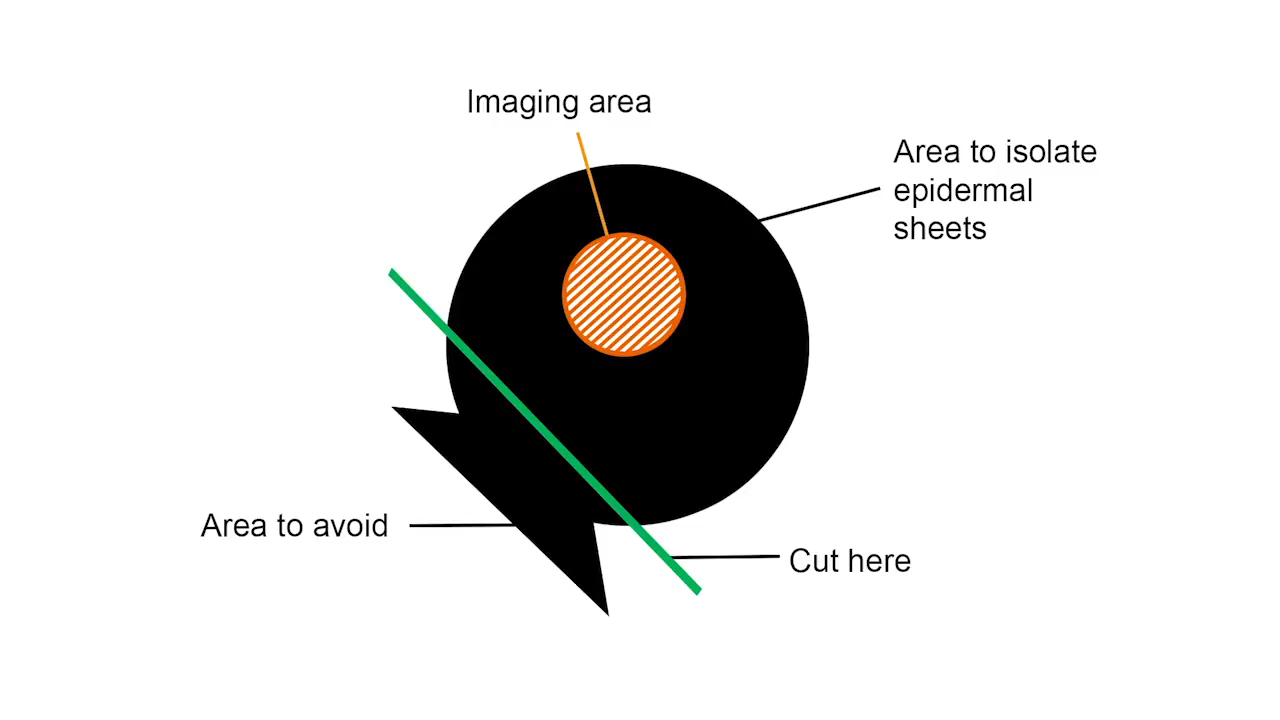 Imaging area
Area to isolate
epidermal
sheets
Area to avoid
Cut here